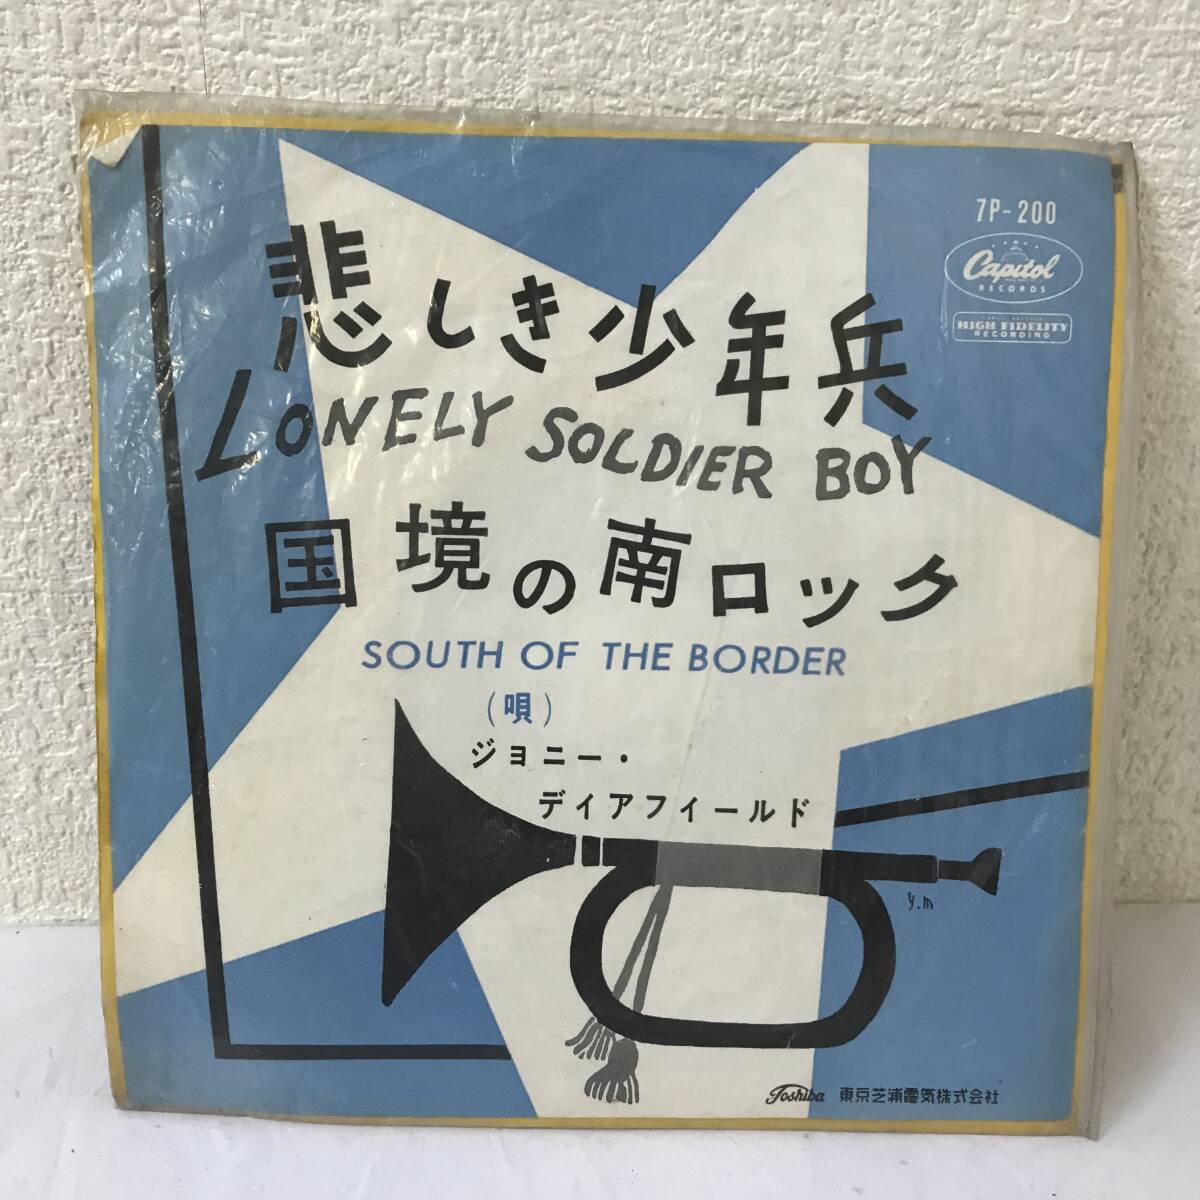 7P-200
Capitol
RECORDS
HIGH FIDELITY
RECORDING
悲しき少年兵
LONELY SOLDIER BOY
国境の南ロック
SOUTH OF THE BORDER
(唄)
ジョニー・
デイアフイールド
y.m
Toshiba 東京芝浦電気株式会社